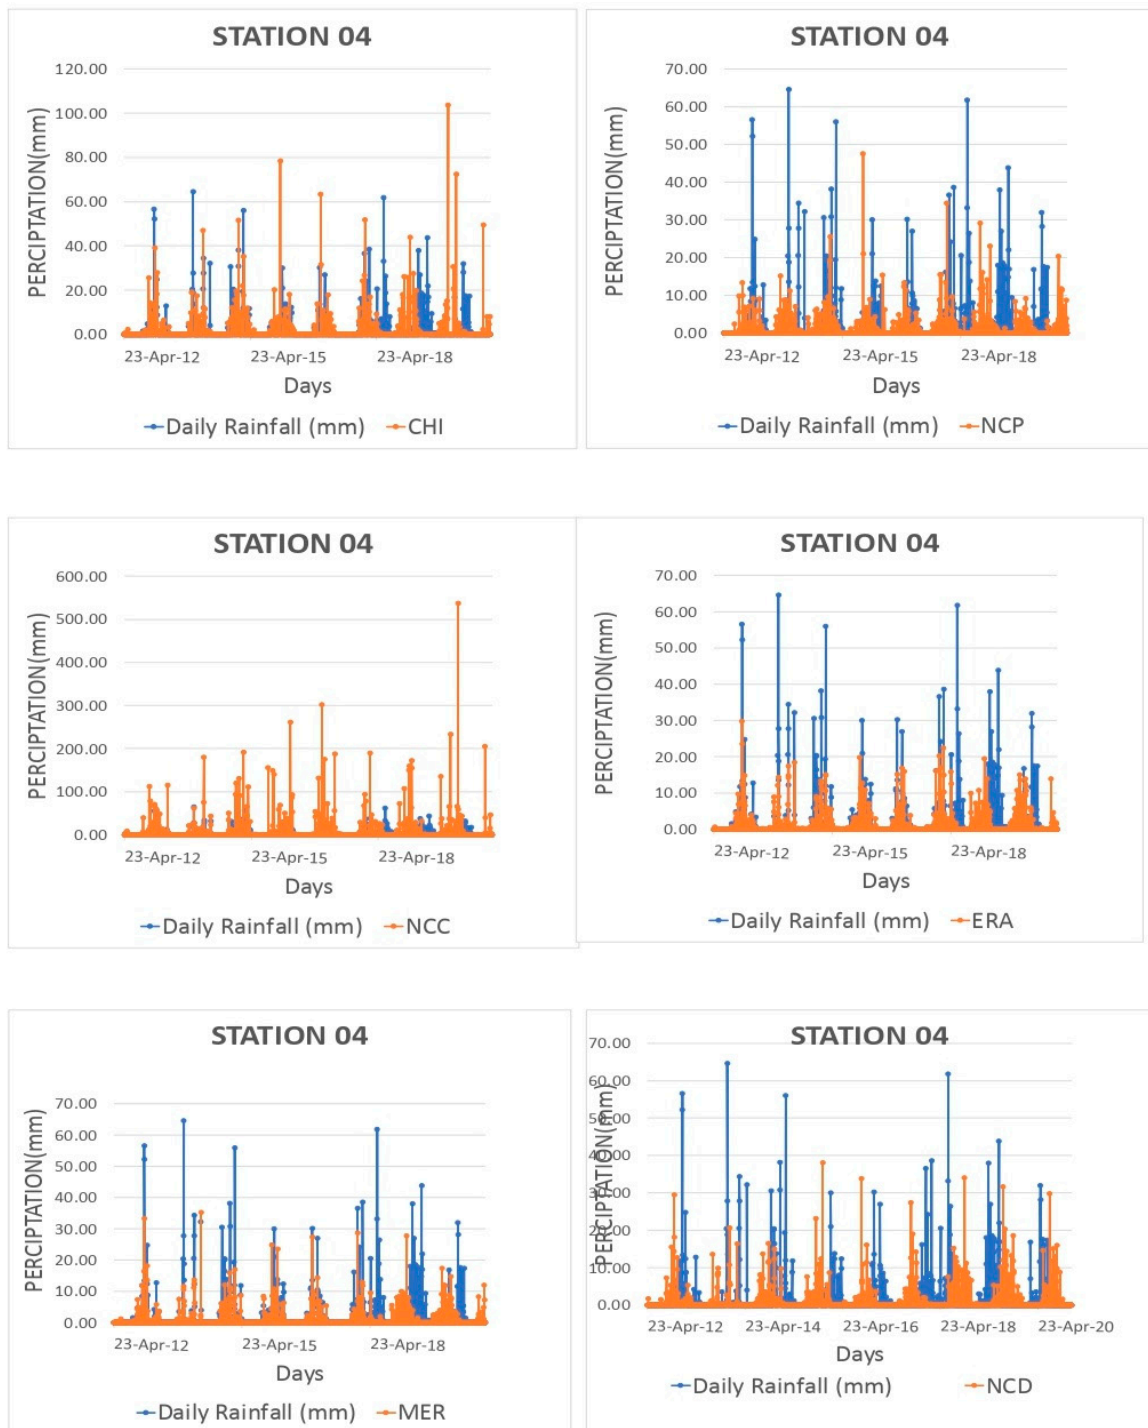 STATION 04
120.00
100.00
80.00
60.00
40.00
20.00
0.00
PERCIPTATION(mm)
23-Apr-12 23-Apr-15 23-Apr-18
Days
Daily Rainfall (mm) CHI
STATION 04
70.00
60.00
50.00
40.00
30.00
20.00
10.00
0.00
PERCIPTATION(mm)
23-Apr-12 23-Apr-15 23-Apr-18
Days
Daily Rainfall (mm) NCP
STATION 04
600.00
500.00
400.00
300.00
200.00
100.00
0.00
PERCIPTATION(mm)
23-Apr-12 23-Apr-15 23-Apr-18
Days
Daily Rainfall (mm) NCC
STATION 04
70.00
60.00
50.00
40.00
30.00
20.00
10.00
0.00
PERCIPTATION(mm)
23-Apr-12 23-Apr-15 23-Apr-18
Days
Daily Rainfall (mm) ERA
STATION 04
70.00
60.00
50.00
40.00
30.00
20.00
10.00
0.00
PERCIPTATION(mm)
23-Apr-12 23-Apr-15 23-Apr-18
Days
Daily Rainfall (mm) MER
STATION 04
70.00
60.00
50.00
40.00
30.00
20.00
10.00
0.00
PERCIPTATION(mm)
23-Apr-12 23-Apr-14 23-Apr-16 23-Apr-18 23-Apr-20
Days
Daily Rainfall (mm) NCD